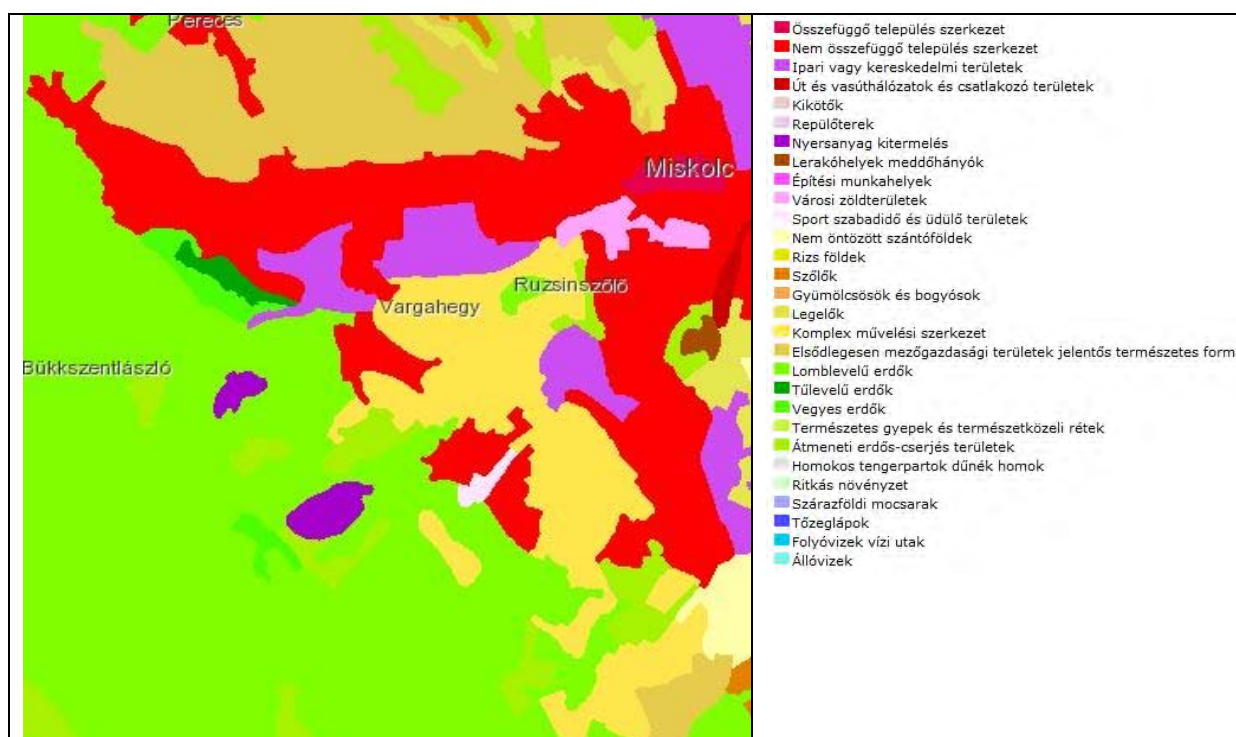 Pereces
Miskolc
Ruzsinszőlő
Vargahegy
Bükkszentlászló
Összefüggő település szerkezet
Nem összefüggő település szerkezet
Ipari vagy kereskedelmi területek
Út és vasúthálózatok és csatlakozó területek
Kikötők
Repülőterek
Nyersanyag kitermelés
Lerakóhelyek meddőhányók
Építési munkahelyek
Városi zöldterületek
Sport szabadidő és üdülő területek
Nem öntözött szántóföldek
Rizs földek
Szőlők
Gyümölcsösök és bogyósok
Legelők
Komplex művelési szerkezet
Elsődlegesen mezőgazdasági területek jelentős természetes form
Lomblevelű erdők
Tűlevelű erdők
Vegyes erdők
Természetes gyepek és természetközeli rétek
Átmeneti erdős-cserjés területek
Homokos tengerpartok dűnék homok
Ritkás növényzet
Szárazföldi mocsarak
Tőzeglápok
Folyóvizek vízi utak
Állóvizek